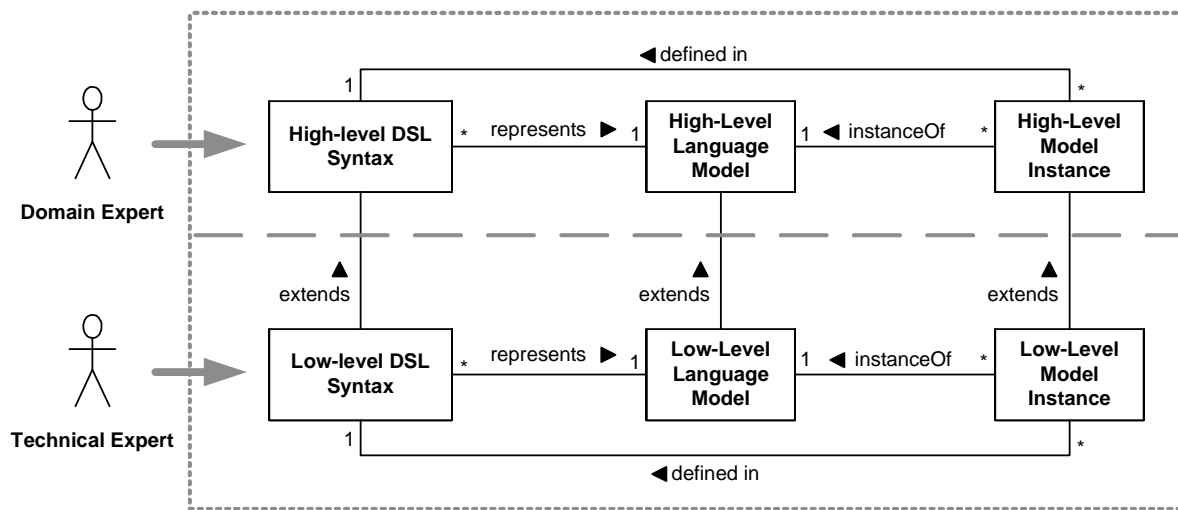 ◄ defined in
1
*
High-level DSL
Syntax
*
represents ►
1
High-Level
Language
Model
1
◄ instanceOf
*
High-Level
Model
Instance
Domain Expert
▲
extends
▲
extends
▲
extends
Low-level DSL
Syntax
*
represents ►
1
Low-Level
Language
Model
1
◄ instanceOf
*
Low-Level
Model
Instance
Technical Expert
1
*
◄ defined in